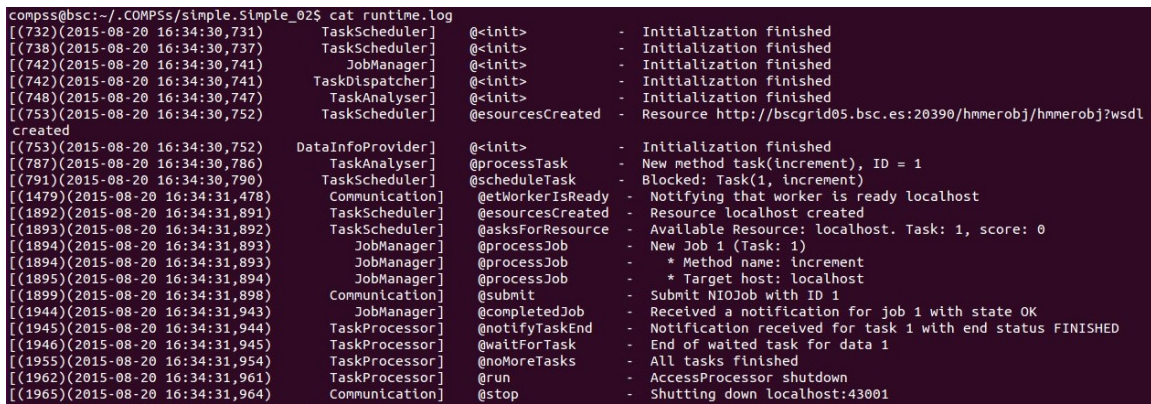 compss@bsc:~/.COMPSs/simple.Simple_02$ cat runtime.log
[(732)(2015-08-20 16:34:30,731) TaskScheduler] @<init> - Initialization finished
[(738)(2015-08-20 16:34:30,737) TaskScheduler] @<init> - Initialization finished
[(742)(2015-08-20 16:34:30,741) JobManager] @<init> - Initialization finished
[(742)(2015-08-20 16:34:30,741) TaskDispatcher] @<init> - Initialization finished
[(748)(2015-08-20 16:34:30,747) TaskAnalyser] @<init> - Initialization finished
[(753)(2015-08-20 16:34:30,752) TaskScheduler] @esourcesCreated - Resource http://bscgrid05.bsc.es:20390/hmmerobj/hmmerobj?wsdl
created
[(753)(2015-08-20 16:34:30,752) DataInfoProvider] @<init> - Initialization finished
[(787)(2015-08-20 16:34:30,786) TaskAnalyser] @processTask - New method task(increment), ID = 1
[(791)(2015-08-20 16:34:30,790) TaskScheduler] @scheduleTask - Blocked: Task(1, increment)
[(1479)(2015-08-20 16:34:31,478) Communication] @etWorkerIsReady - Notifying that worker is ready localhost
[(1892)(2015-08-20 16:34:31,891) TaskScheduler] @esourcesCreated - Resource localhost created
[(1893)(2015-08-20 16:34:31,892) TaskScheduler] @asksForResource - Available Resource: localhost. Task: 1, score: 0
[(1894)(2015-08-20 16:34:31,893) JobManager] @processJob - New Job 1 (Task: 1)
[(1894)(2015-08-20 16:34:31,893) JobManager] @processJob - * Method name: increment
[(1895)(2015-08-20 16:34:31,894) JobManager] @processJob - * Target host: localhost
[(1899)(2015-08-20 16:34:31,898) Communication] @submit - Submit NIOJob with ID 1
[(1944)(2015-08-20 16:34:31,943) JobManager] @completedJob - Received a notification for job 1 with state OK
[(1945)(2015-08-20 16:34:31,944) TaskProcessor] @notifyTaskEnd - Notification received for task 1 with end status FINISHED
[(1946)(2015-08-20 16:34:31,945) TaskProcessor] @waitForTask - End of waited task for data 1
[(1955)(2015-08-20 16:34:31,954) TaskProcessor] @noMoreTasks - All tasks finished
[(1962)(2015-08-20 16:34:31,961) TaskProcessor] @run - AccessProcessor shutdown
[(1965)(2015-08-20 16:34:31,964) Communication] @stop - Shutting down localhost:43001